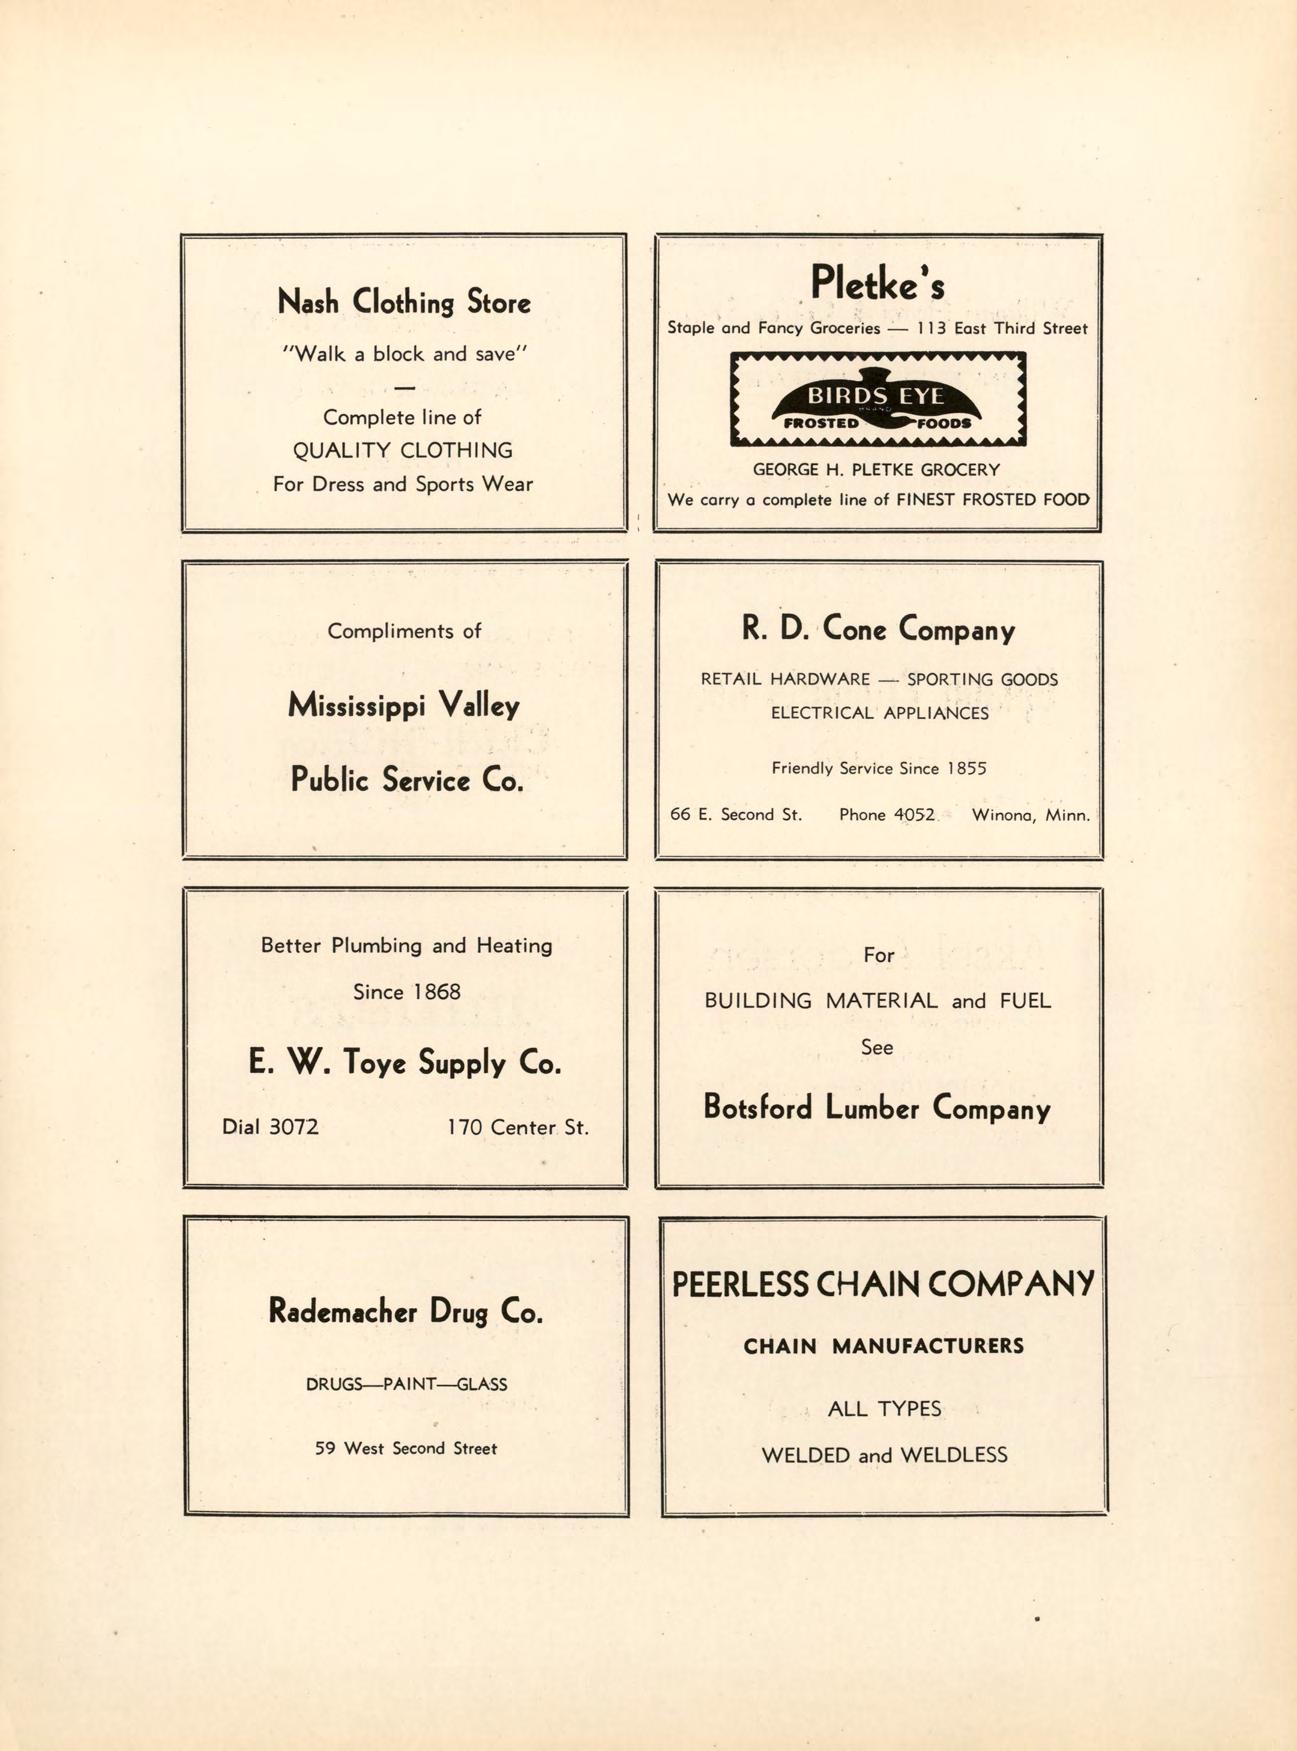 Nash Clothing Store
"Walk a block and save"
Complete line of
QUALITY CLOTHING
For Dress and Sports Wear
Pletke's
Staple and Fancy Groceries — 113 East Third Street
BIRDS EYE
BRAND
FROSTED FOODS
GEORGE H. PLETKE GROCERY
We carry a complete line of FINEST FROSTED FOOD
Compliments of
Mississippi Valley
Public Service Co.
R. D. Cone Company
RETAIL HARDWARE — SPORTING GOODS
ELECTRICAL APPLIANCES
Friendly Service Since 1855
66 E. Second St. Phone 4052 Winona, Minn.
Better Plumbing and Heating
Since 1868
E. W. Toye Supply Co.
Dial 3072 170 Center St.
For
BUILDING MATERIAL and FUEL
See
Botsford Lumber Company
Rademacher Drug Co.
DRUGS—PAINT—GLASS
59 West Second Street
PEERLESS CHAIN COMPANY
CHAIN MANUFACTURERS
ALL TYPES
WELDED and WELDLESS